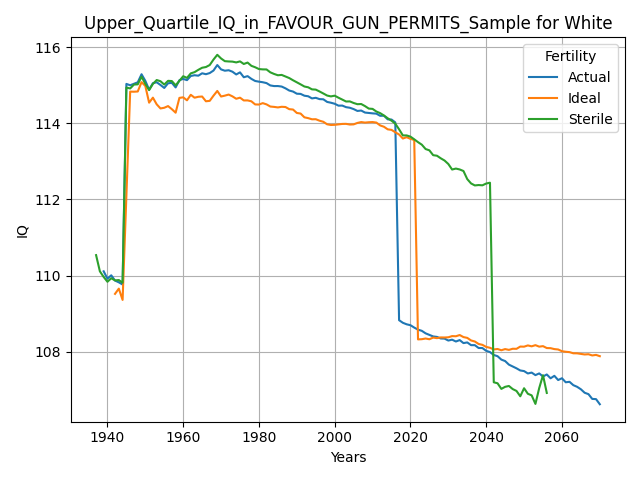 Upper_Quartile_IQ_in_FAVOUR_GUN_PERMITS_Sample for White
Fertility
Actual
Ideal
Sterile
116
114
112
110
108
IQ
1940
1960
1980
2000
2020
2040
2060
Years